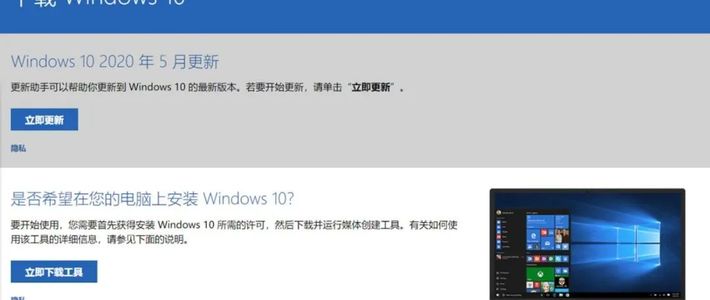 下载 Windows 10
Windows 10 2020 年 5 月更新
更新助手可以帮助你更新到 Windows 10 的最新版本。若要开始更新，请单击“立即更新”。
立即更新
隐私
是否希望在您的电脑上安装 Windows 10?
要开始使用，您需要首先获得安装 Windows 10 所需的许可，然后下载并运行媒体创建工具。有关如何使
用该工具的详细信息，请参见下面的说明。
立即下载工具
隐私